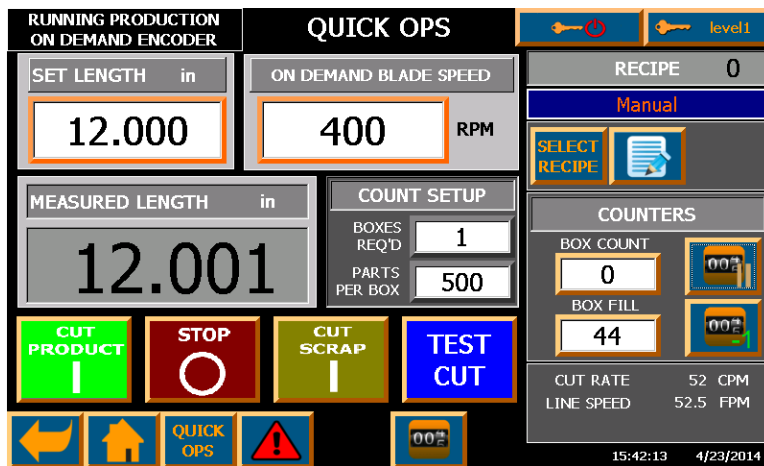 RUNNING PRODUCTION
ON DEMAND ENCODER
QUICK OPS
level1
SET LENGTH in
12.000
ON DEMAND BLADE SPEED
400 RPM
RECIPE 0
Manual
SELECT
RECIPE
MEASURED LENGTH in
12.001
COUNT SETUP
BOXES
REQ'D
1
PARTS
PER BOX
500
COUNTERS
BOX COUNT
0
BOX FILL
44
-1
CUT
PRODUCT
STOP
CUT
SCRAP
TEST
CUT
CUT RATE 52 CPM
LINE SPEED 52.5 FPM
QUICK
OPS
15:42:13 4/23/2014